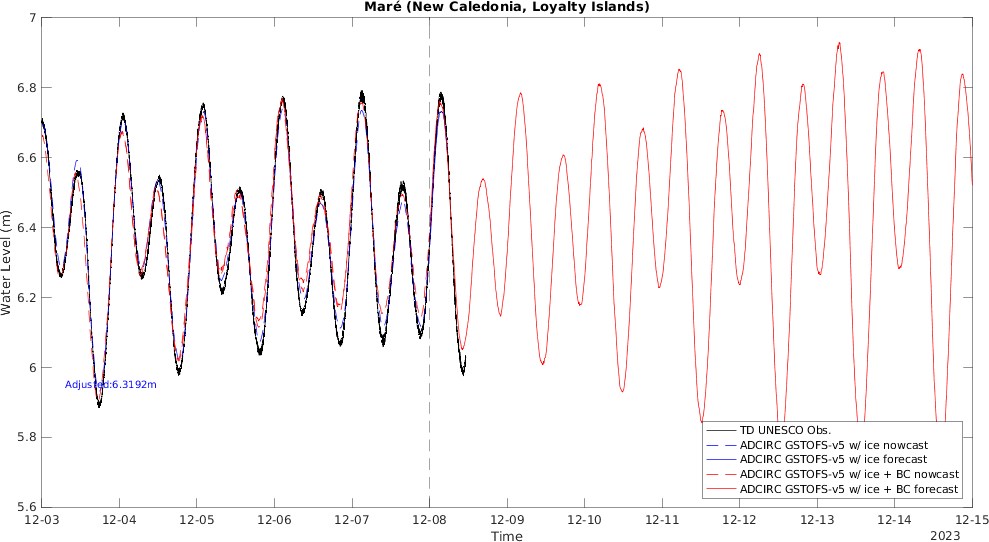 Maré (New Caledonia, Loyalty Islands)
7
6.8
6.6
6.4
6.2
6
5.8
5.6
Water Level (m)
Adjusted:6.3192m
TD UNESCO Obs.
ADCIRC GSTOFS-v5 w/ ice nowcast
ADCIRC GSTOFS-v5 w/ ice forecast
ADCIRC GSTOFS-v5 w/ ice + BC nowcast
ADCIRC GSTOFS-v5 w/ ice + BC forecast
12-03 12-04 12-05 12-06 12-07 12-08 12-09 12-10 12-11 12-12 12-13 12-14 12-15
Time
2023